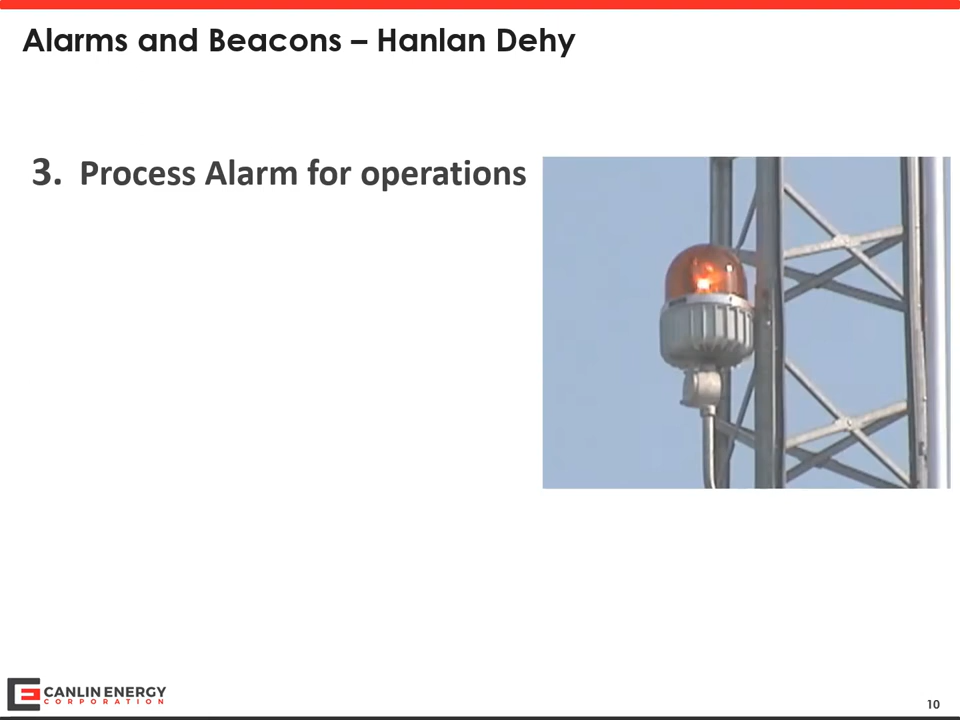 Alarms and Beacons – Hanlan Dehy
3. Process Alarm for operations
CANLIN ENERGY
CORPORATION
10